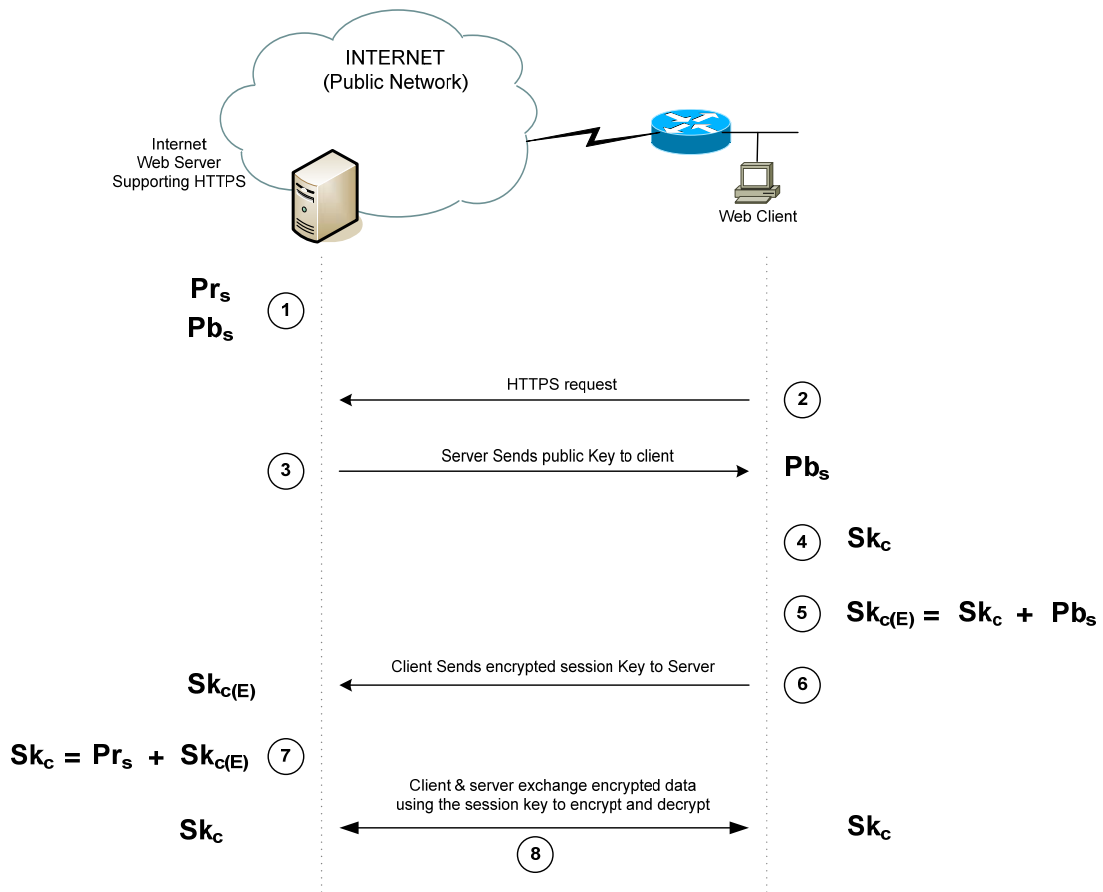 INTERNET
(Public Network)
Internet
Web Server
Supporting HTTPS
Web Client
Prs
Pbs
1
HTTPS request
2
3
Server Sends public Key to client
Pbs
4
Skc
5
Skc(E) = Skc + Pbs
Client Sends encrypted session Key to Server
Skc(E)
6
Skc = Prs + Skc(E)
7
Client & server exchange encrypted data
using the session key to encrypt and decrypt
Skc
Skc
8